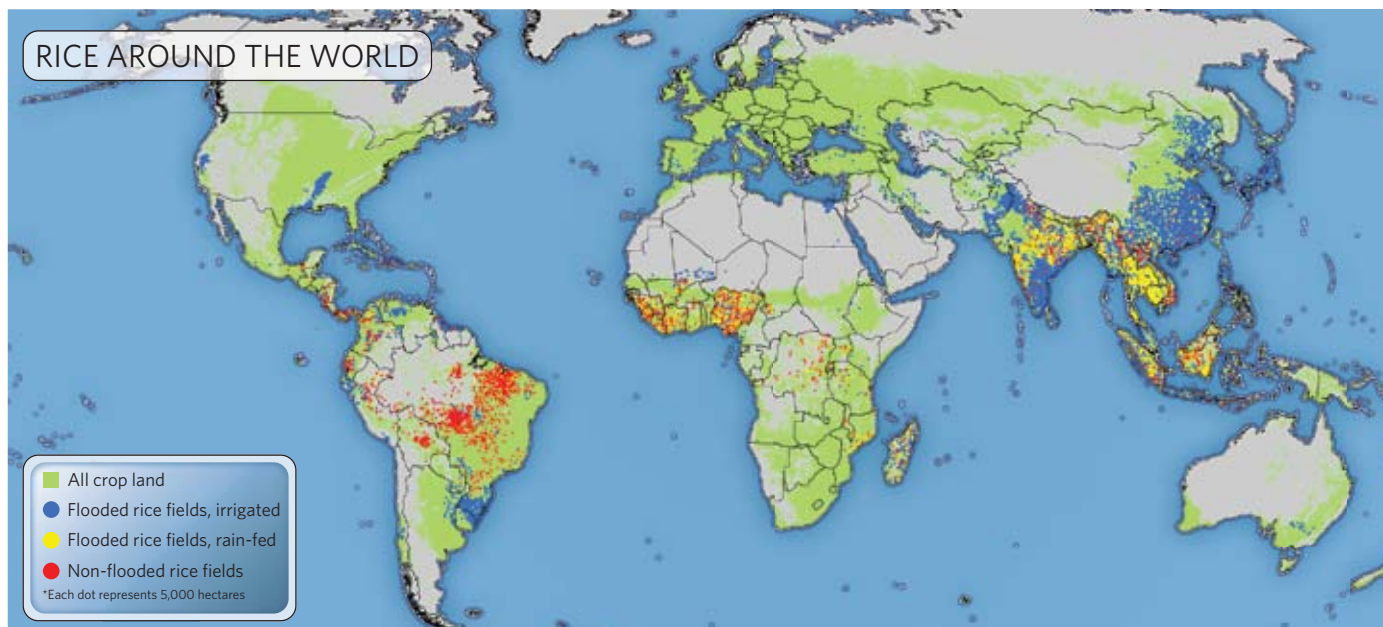 RICE AROUND THE WORLD
All crop land
Flooded rice fields, irrigated
Flooded rice fields, rain-fed
Non-flooded rice fields
*Each dot represents 5,000 hectares